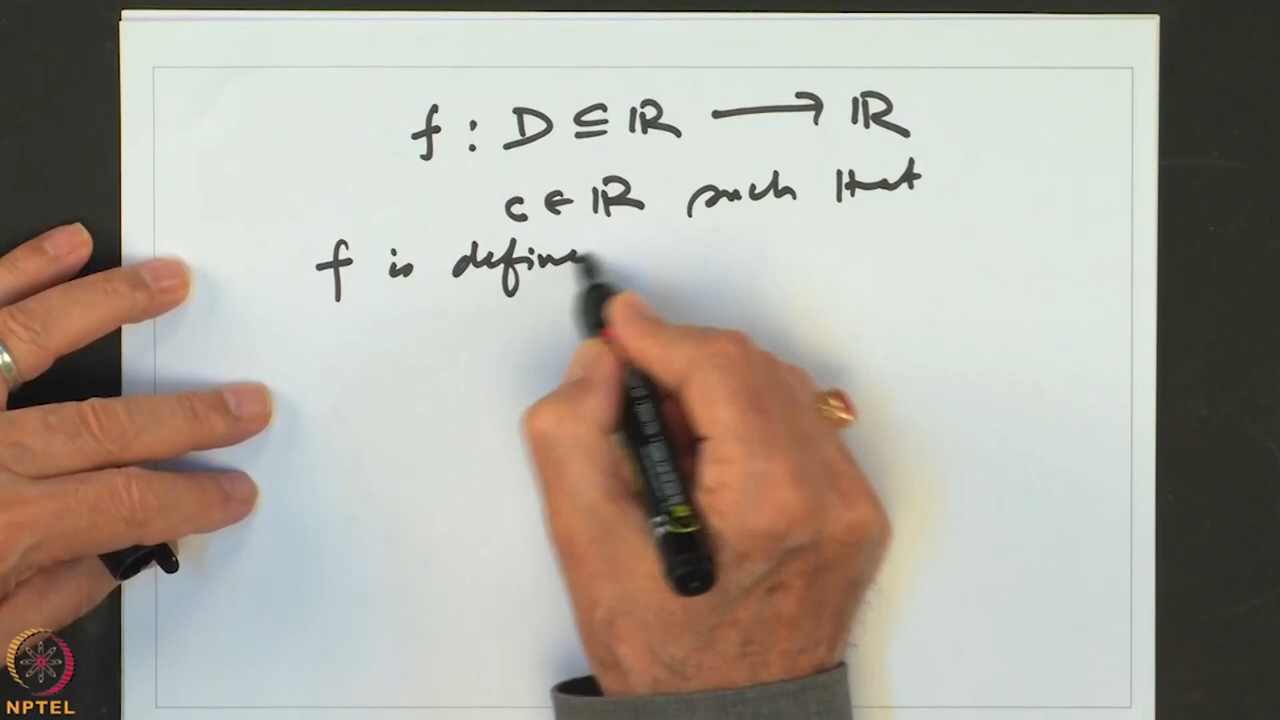 f : D ⊆ ℝ ⟶ ℝ
c ∈ ℝ such that
f is define
NPTEL